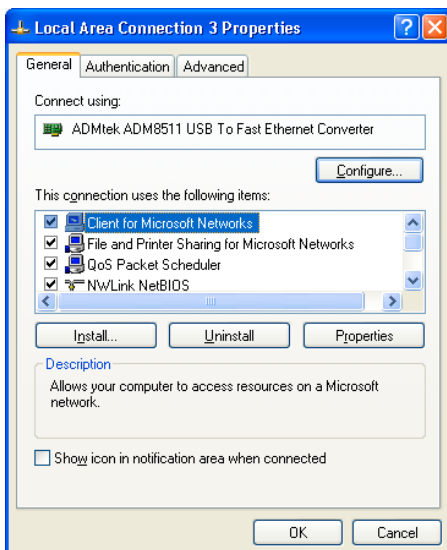 Local Area Connection 3 Properties
General Authentication Advanced
Connect using:
ADMtek ADM8511 USB To Fast Ethernet Converter
Configure...
This connection uses the following items:
Client for Microsoft Networks
File and Printer Sharing for Microsoft Networks
QoS Packet Scheduler
NWLink NetBIOS
Install... Uninstall Properties
Description
Allows your computer to access resources on a Microsoft
network.
Show icon in notification area when connected
OK Cancel